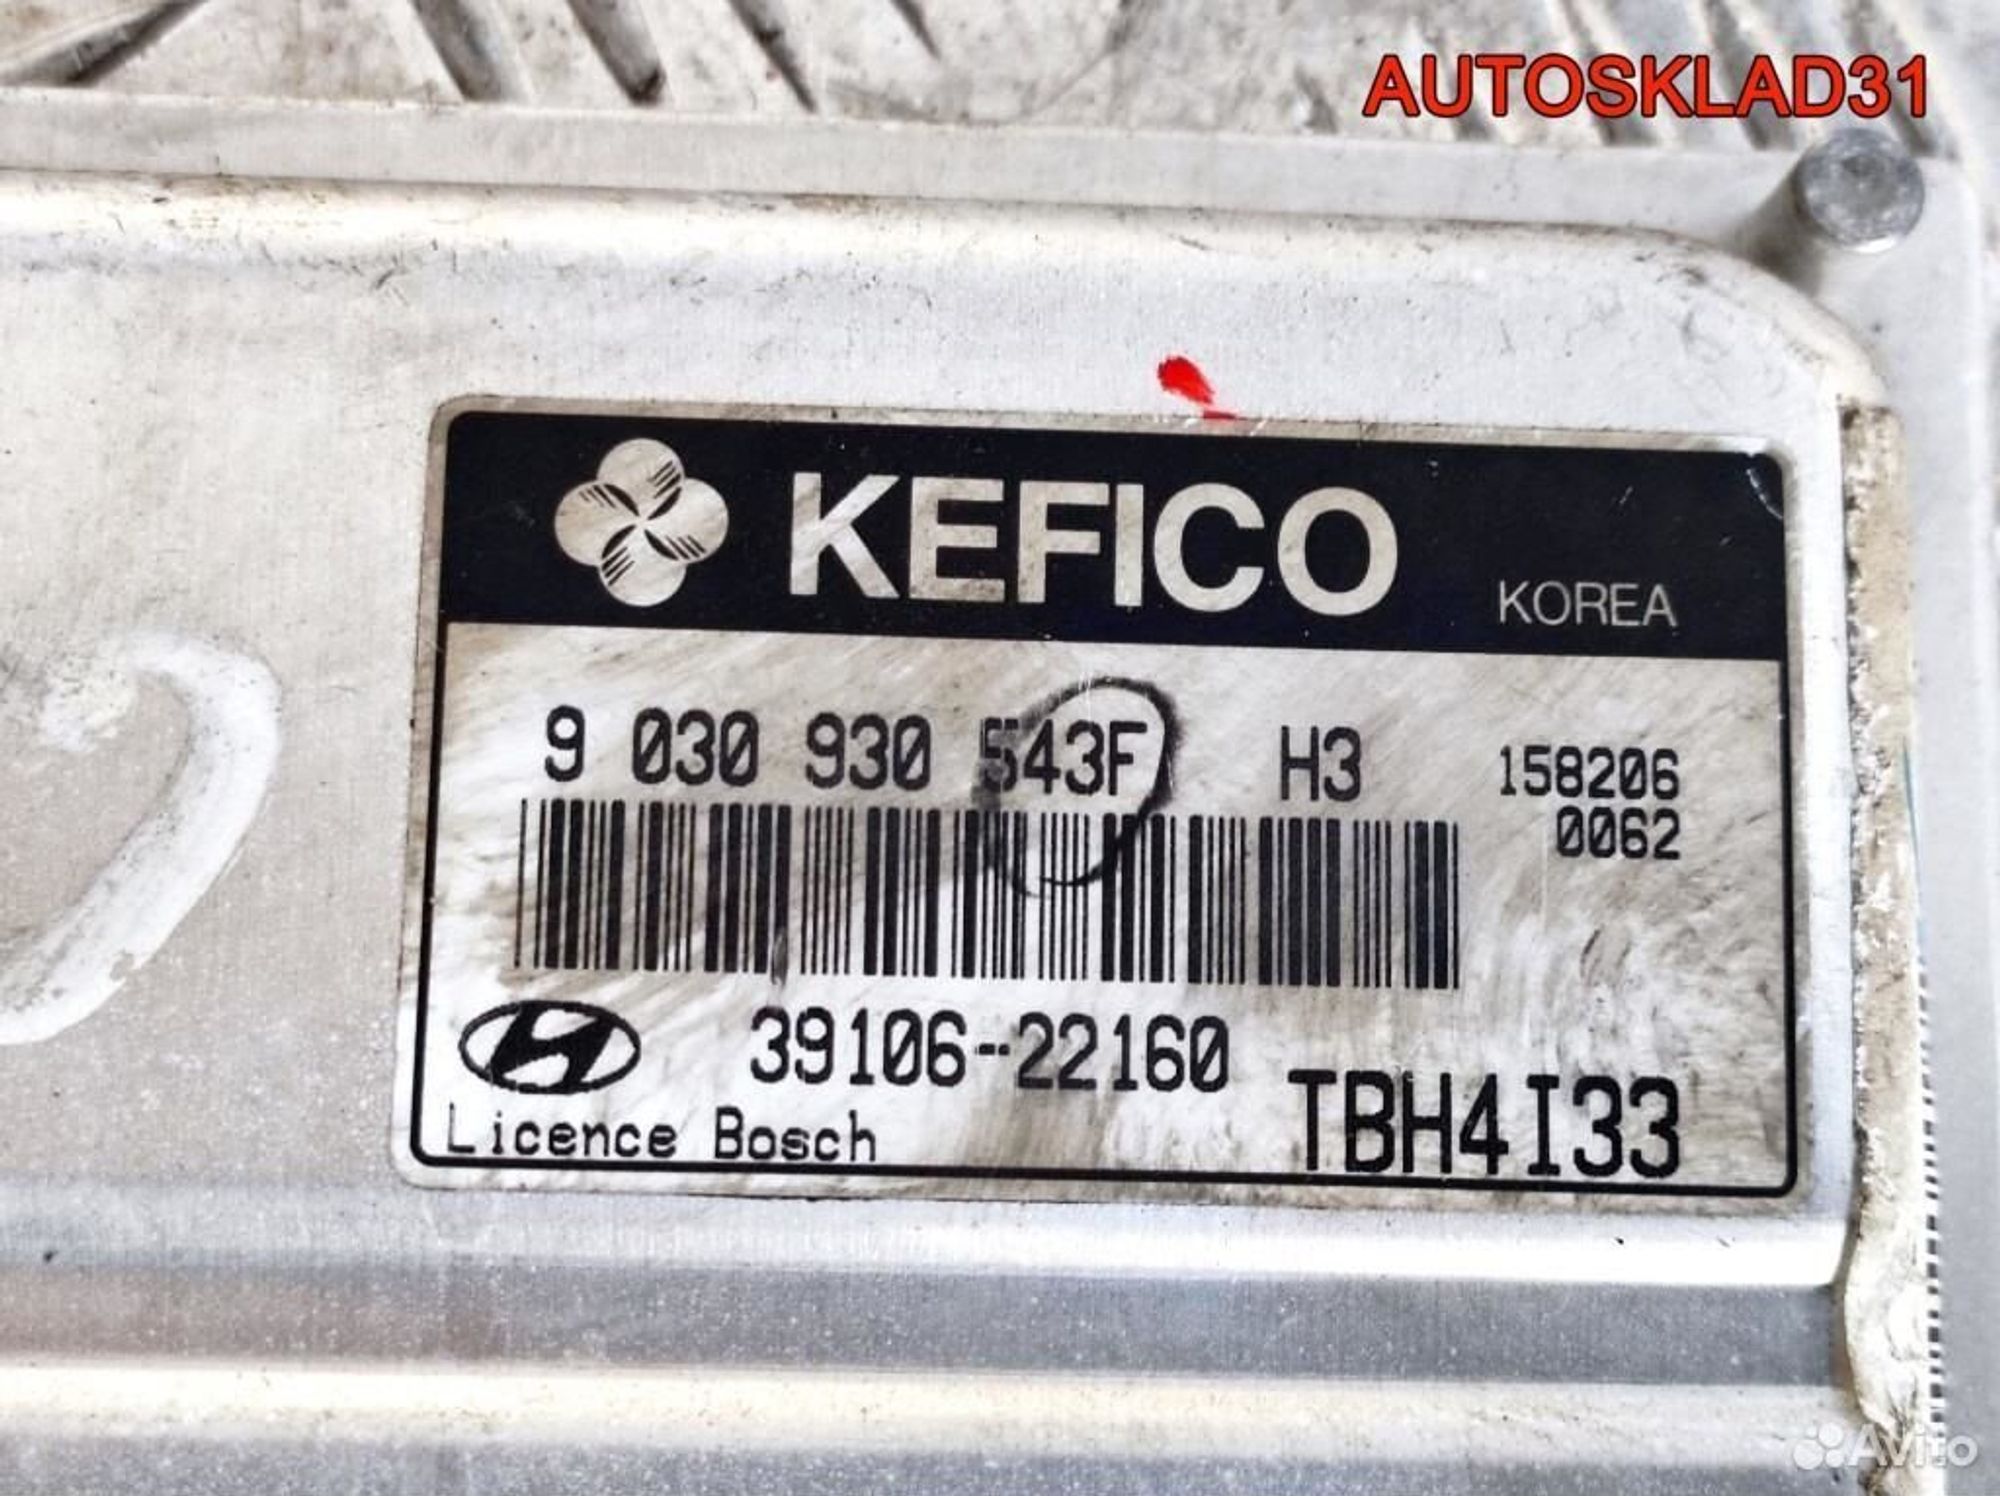 AUTOSKLAD31
KEFICO KOREA
9 030 930 543F H3 158206
0062
39106-22160
Licence Bosch TBH4I33
Avito